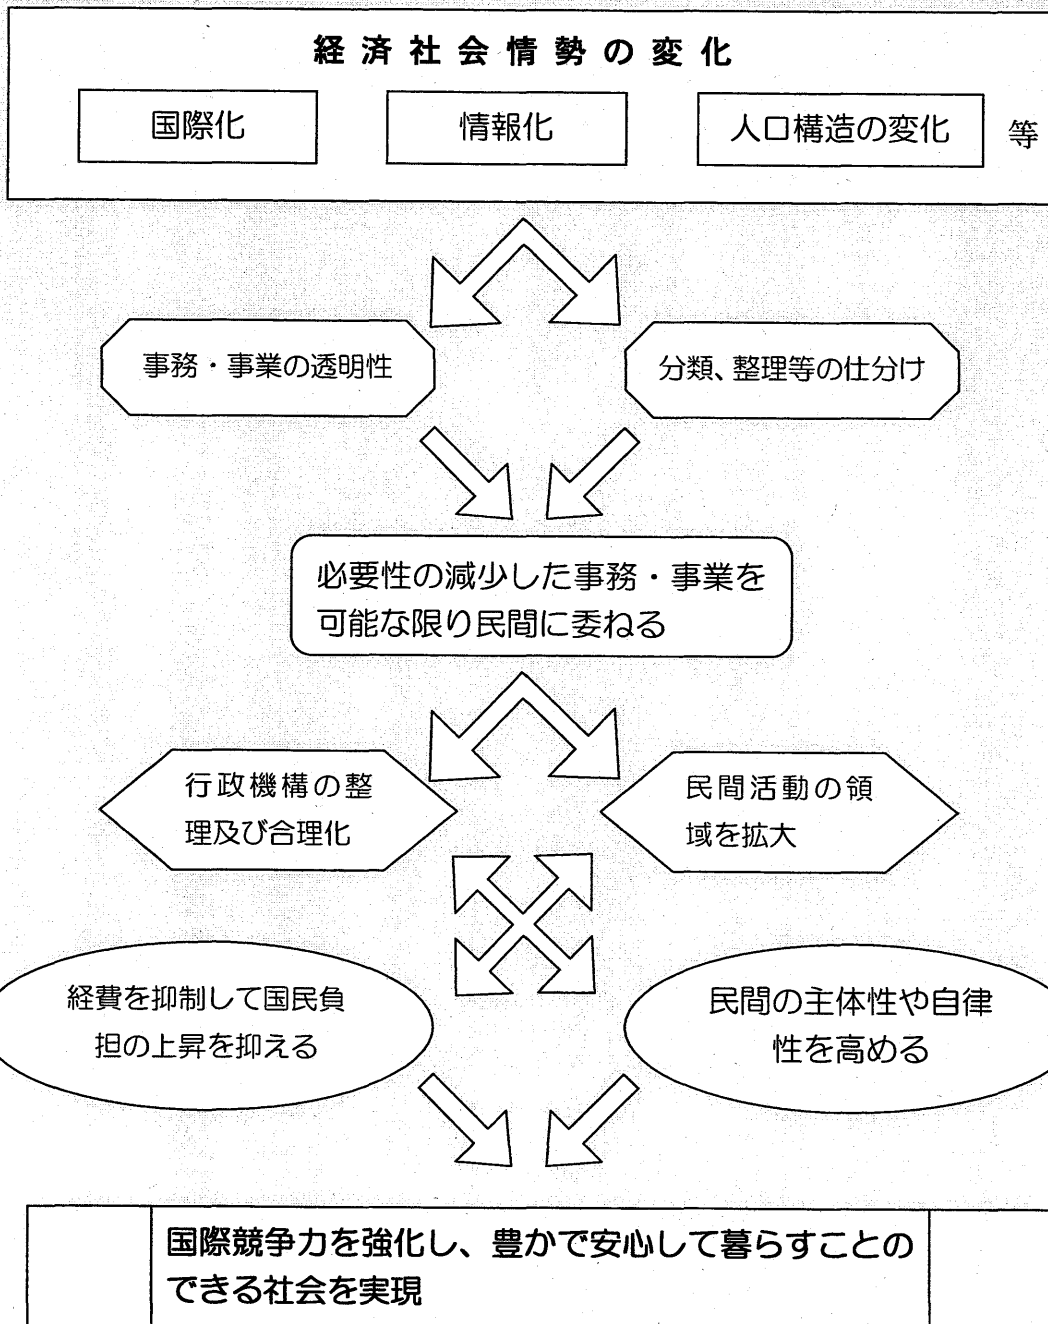 経済社会情勢の変化
国際化
情報化
人口構造の変化
等
事務・事業の透明性
分類、整理等の仕分け
必要性の減少した事務・事業を
可能な限り民間に委ねる
行政機構の整
理及び合理化
民間活動の領
域を拡大
経費を抑制して国民負
担の上昇を抑える
民間の主体性や自律
性を高める
国際競争力を強化し、豊かで安心して暮らすことの
できる社会を実現